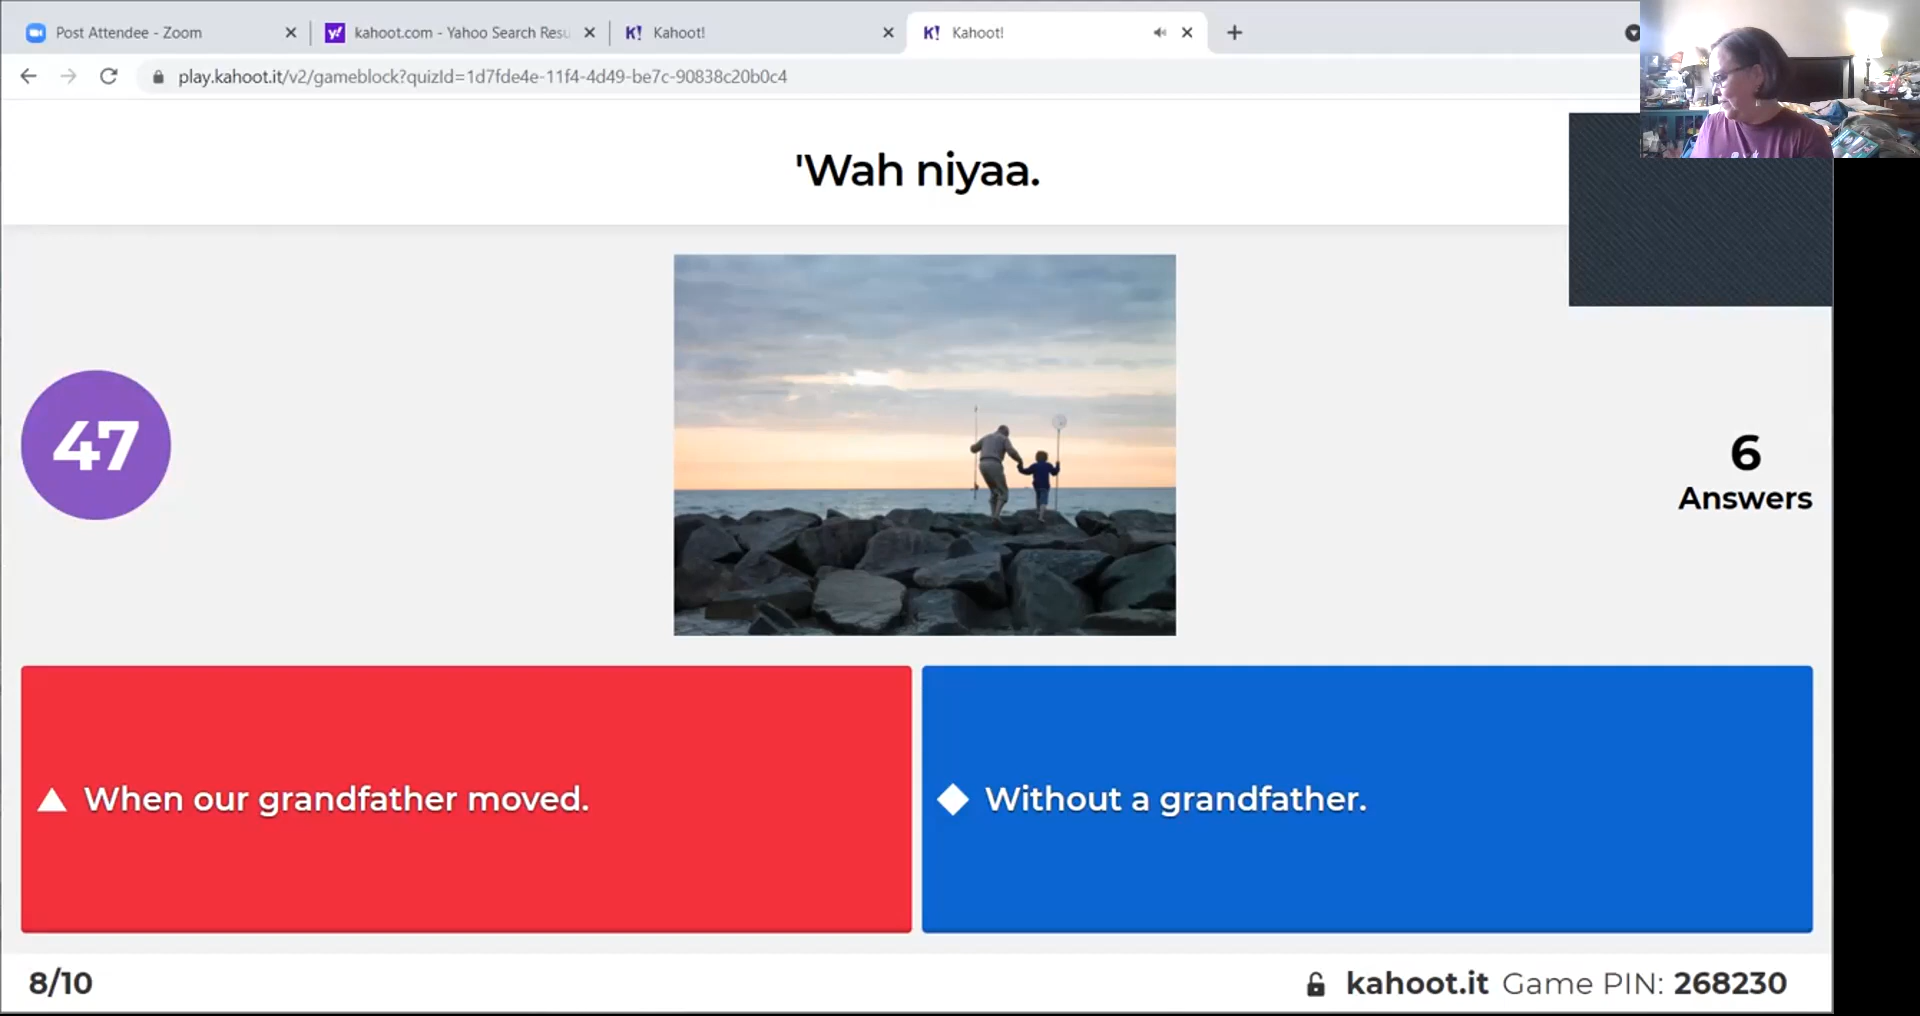 Post Attendee - Zoom
kahoot.com - Yahoo Search Resu
Kahoot!
Kahoot!
play.kahoot.it/v2/gameblock?quizId=1d7fde4e-11f4-4d49-be7c-90838c20b0c4
'Wah niyaa.
47
6
Answers
When our grandfather moved.
Without a grandfather.
8/10
kahoot.it Game PIN: 268230